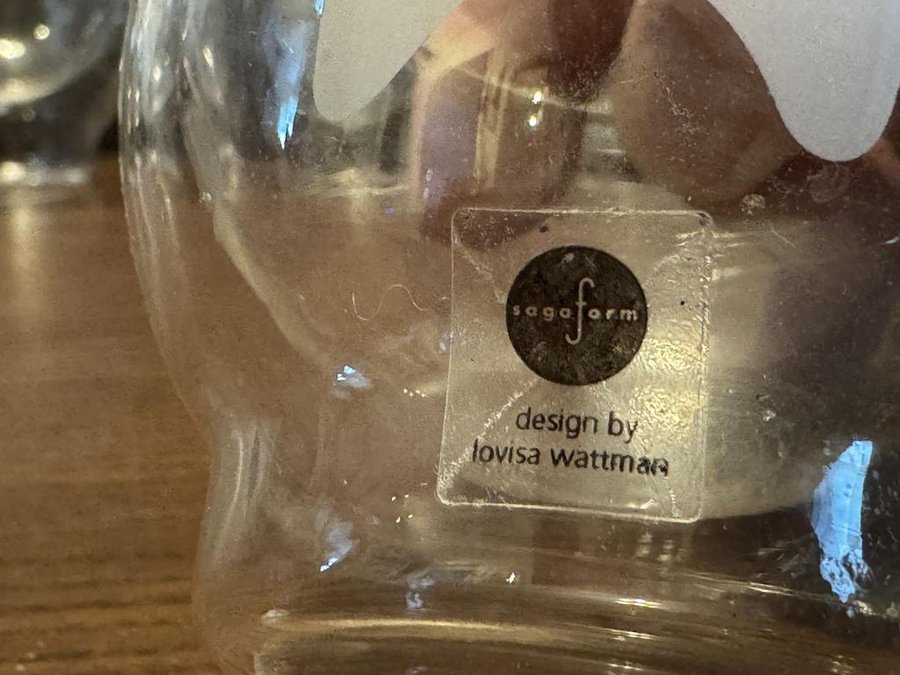 sagaform
design by
lovisa wattman